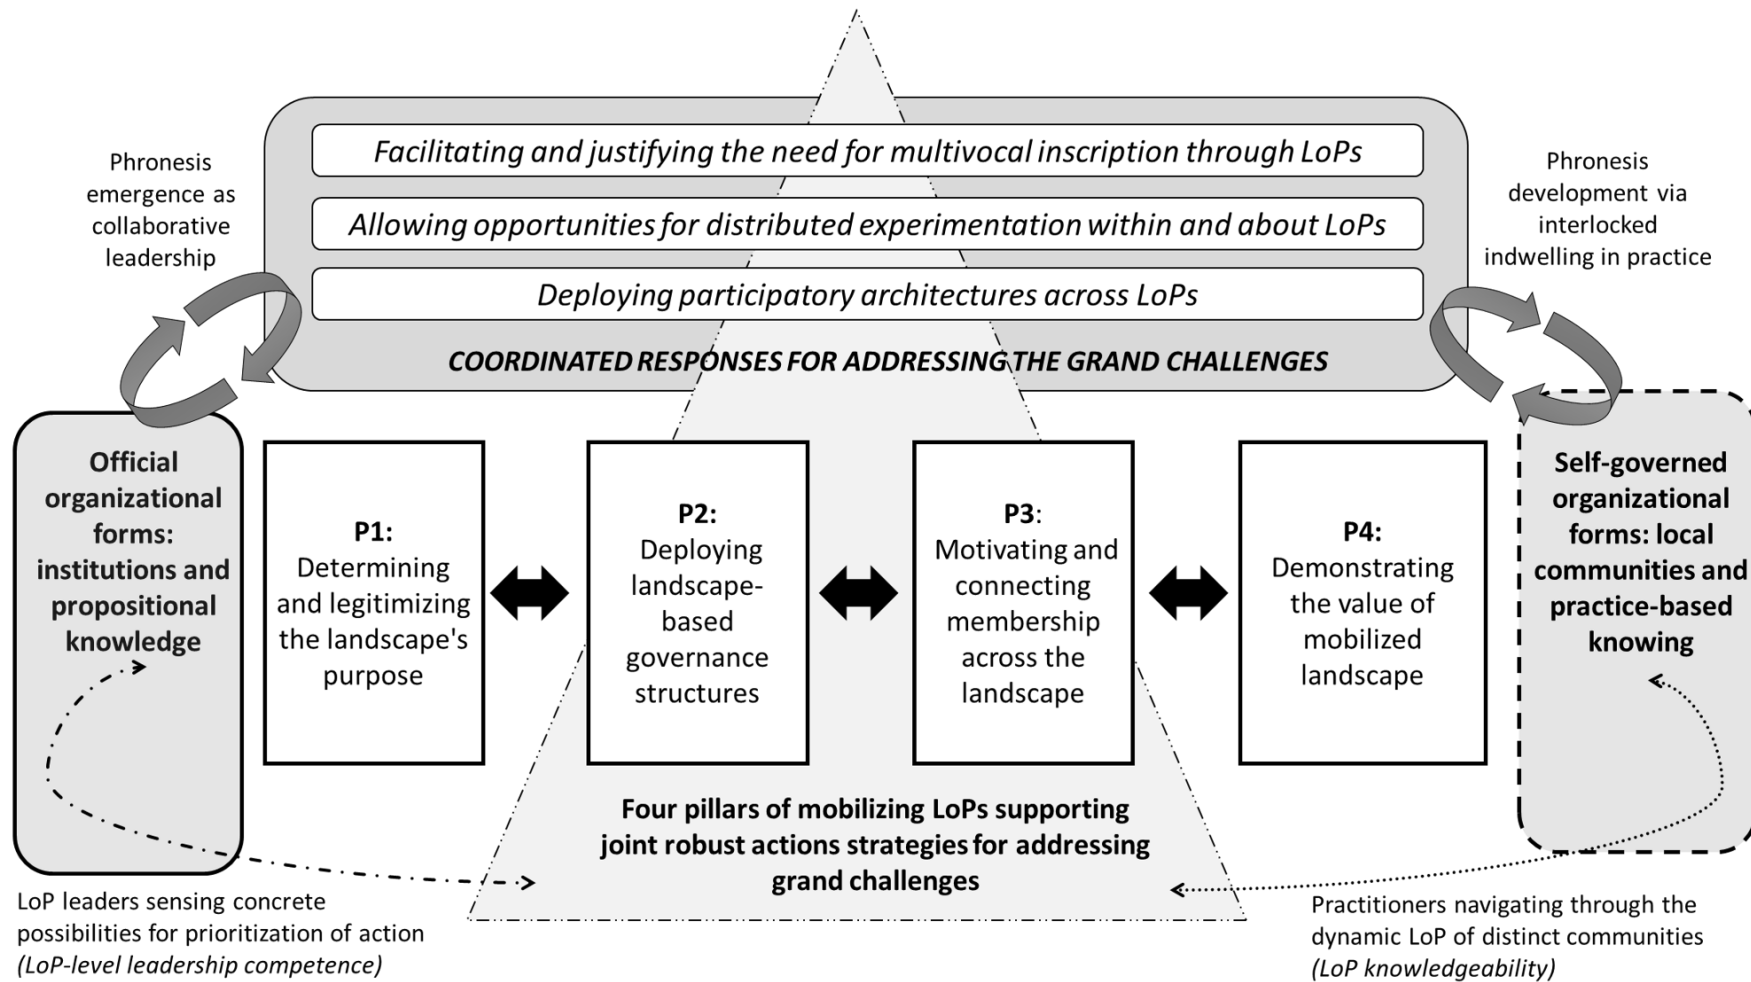 Phronesis
emergence as
collaborative
leadership
Facilitating and justifying the need for multivocal inscription through LoPs
Allowing opportunities for distributed experimentation within and about LoPs
Deploying participatory architectures across LoPs
COORDINATED RESPONSES FOR ADDRESSING THE GRAND CHALLENGES
Phronesis
development via
interlocked
indwelling in practice
Official
organizational
forms:
institutions and
propositional
knowledge
P1:
Determining
and legitimizing
the landscape's
purpose
P2:
Deploying
landscape-
based
governance
structures
P3:
Motivating and
connecting
membership
across the
landscape
P4:
Demonstrating
the value of
mobilized
landscape
Self-governed
organizational
forms: local
communities and
practice-based
knowing
Four pillars of mobilizing LoPs supporting
joint robust actions strategies for addressing
grand challenges
LoP leaders sensing concrete
possibilities for prioritization of action
(LoP-level leadership competence)
Practitioners navigating through the
dynamic LoP of distinct communities
(LoP knowledgeability)